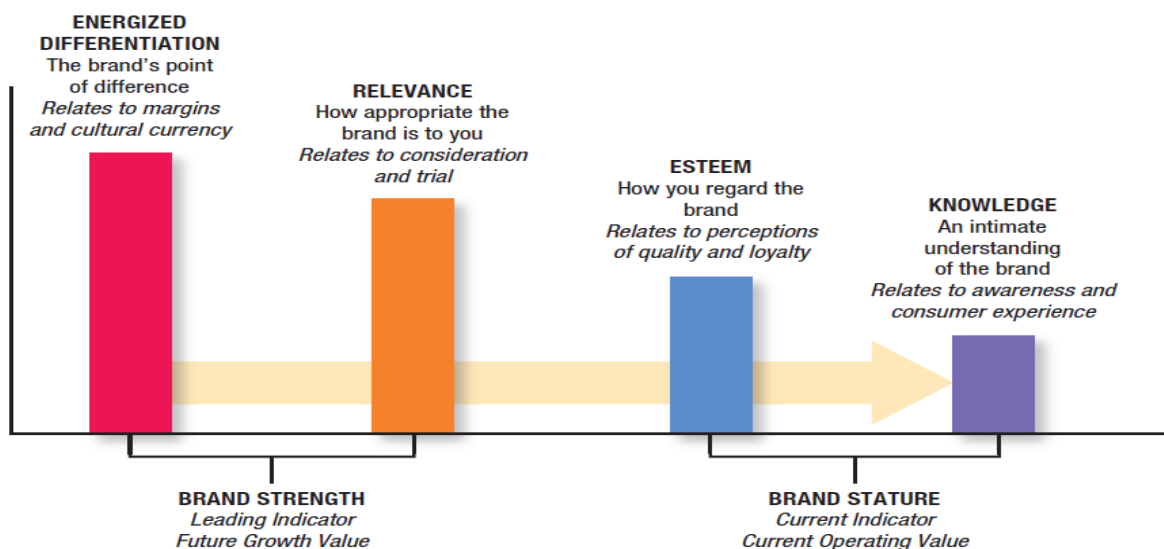 ENERGIZED
DIFFERENTIATION
The brand's point
of difference
Relates to margins
and cultural currency
RELEVANCE
How appropriate the
brand is to you
Relates to consideration
and trial
ESTEEM
How you regard the
brand
Relates to perceptions
of quality and loyalty
KNOWLEDGE
An intimate
understanding
of the brand
Relates to awareness and
consumer experience
BRAND STRENGTH
Leading Indicator
Future Growth Value
BRAND STATURE
Current Indicator
Current Operating Value